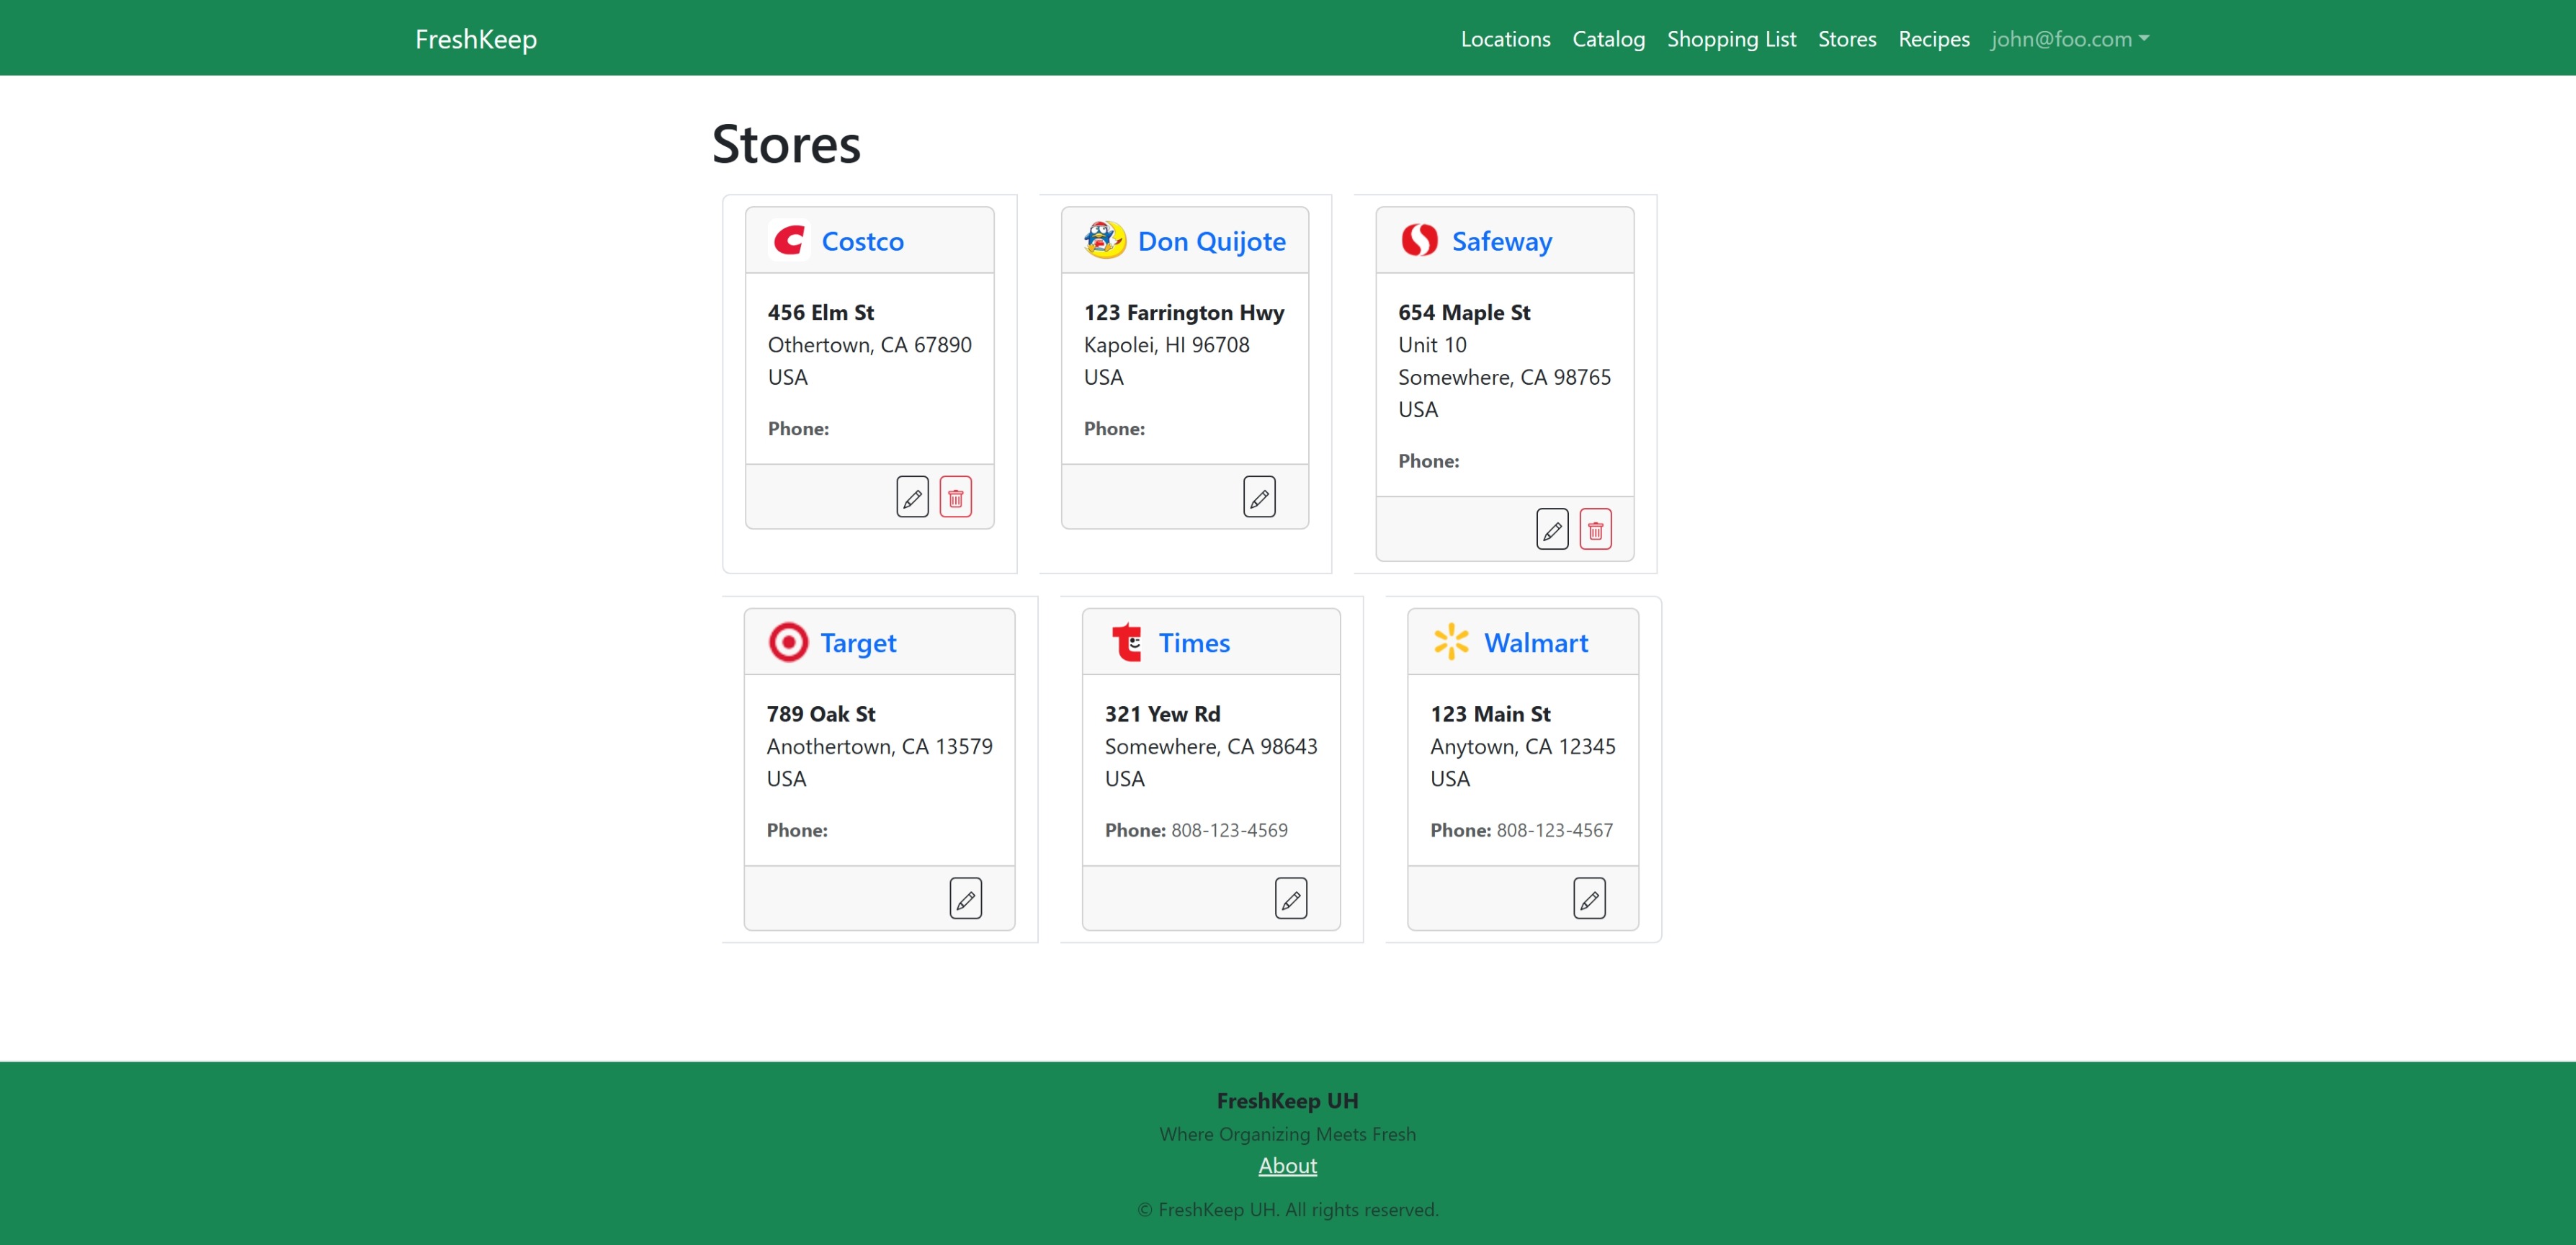 FreshKeep
Locations Catalog Shopping List Stores Recipes john@foo.com
Stores
Costco
456 Elm St
Othertown, CA 67890
USA
Phone:
Don Quijote
123 Farrington Hwy
Kapolei, HI 96708
USA
Phone:
Safeway
654 Maple St
Unit 10
Somewhere, CA 98765
USA
Phone:
Target
789 Oak St
Anothertown, CA 13579
USA
Phone:
Times
321 Yew Rd
Somewhere, CA 98643
USA
Phone: 808-123-4569
Walmart
123 Main St
Anytown, CA 12345
USA
Phone: 808-123-4567
FreshKeep UH
Where Organizing Meets Fresh
About
© FreshKeep UH. All rights reserved.